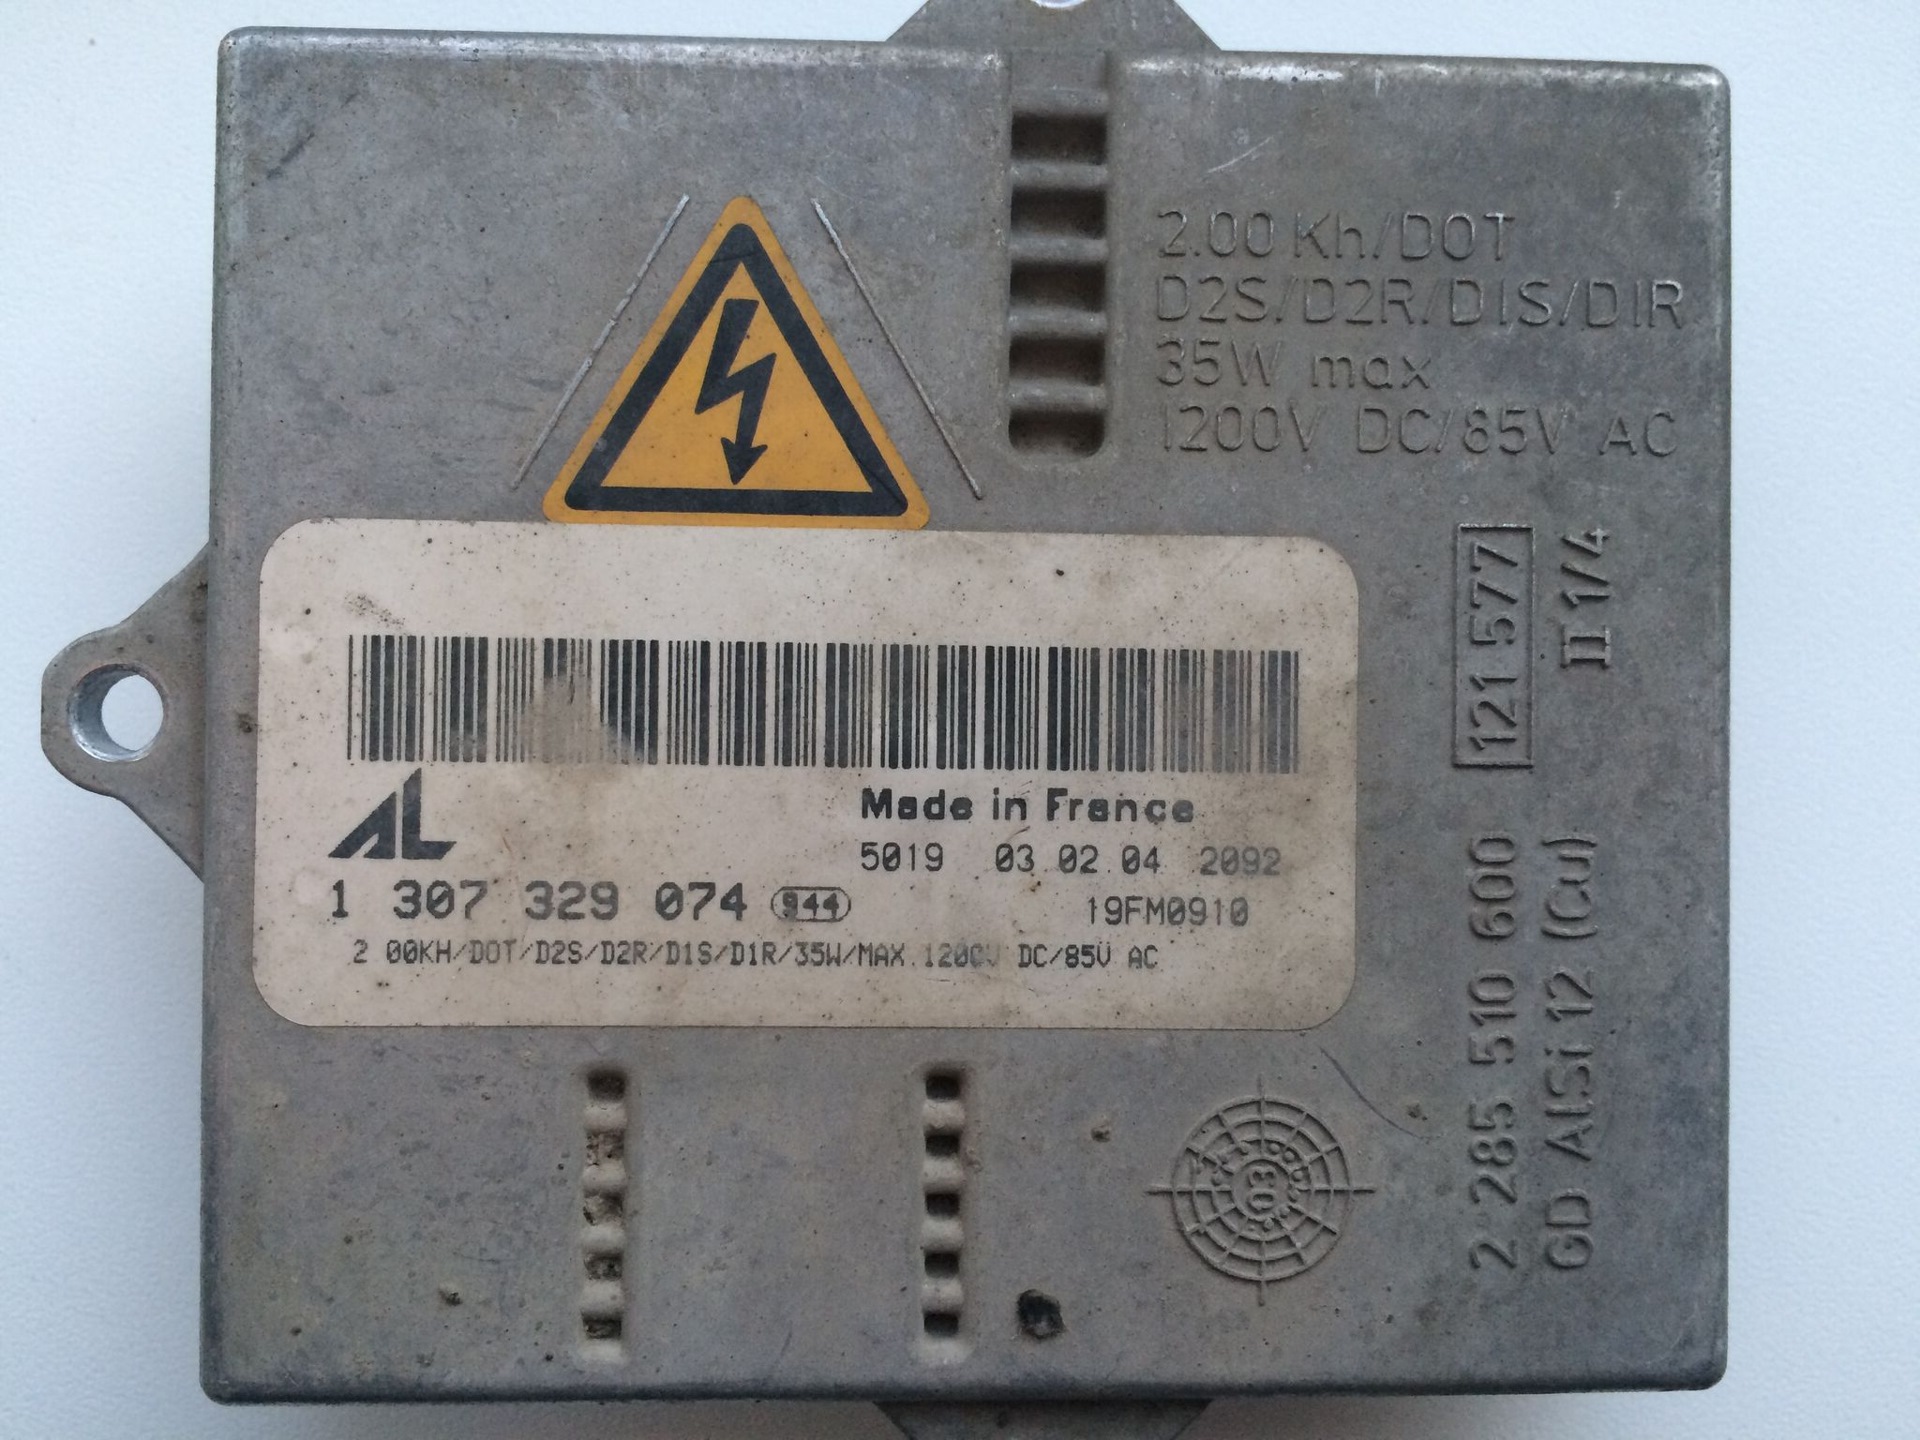 2.00 Kh/DOT
D2S/D2R/D1S/D1R
35W max
1200V DC/85V AC
121 577
II 1/4
AL
Made in France
5019 03 02 04 2092
1 307 329 074 944
19FM0910
2 00KH/DOT/D2S/D2R/D1S/D1R/35W/MAX 1200V DC/85V AC
2 285 510 600
GD AlSi 12 (Cu)
03